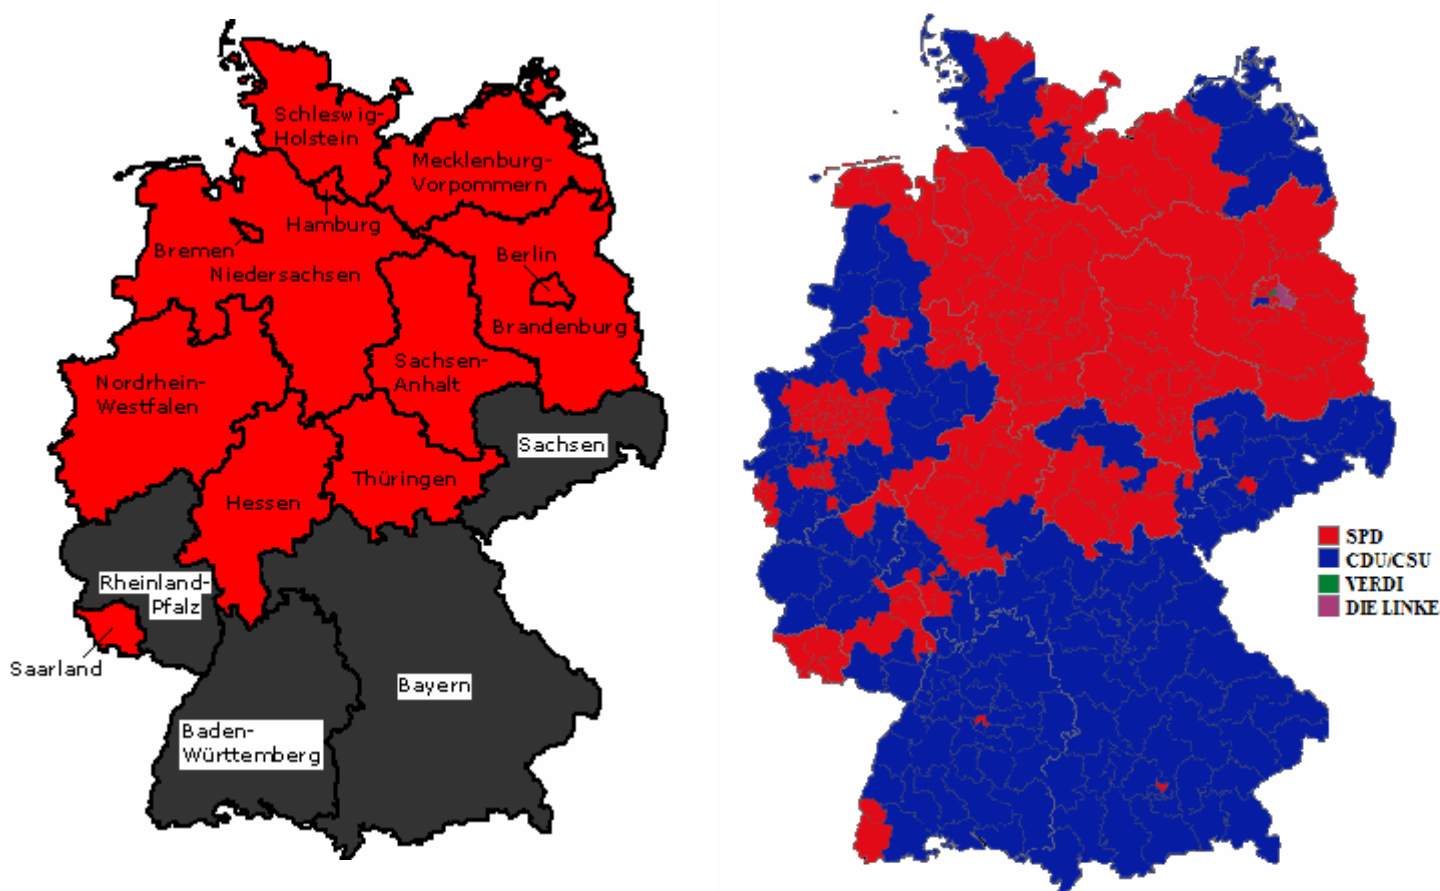 Schleswig-
Holstein
Mecklenburg-
Vorpommern
Hamburg
Bremen
Niedersachsen
Berlin
Brandenburg
Sachsen-
Anhalt
Nordrhein-
Westfalen
Sachsen
Thüringen
Hessen
Rheinland-
Pfalz
Saarland
Bayern
Baden-
Württemberg
SPD
CDU/CSU
VERDI
DIE LINKE